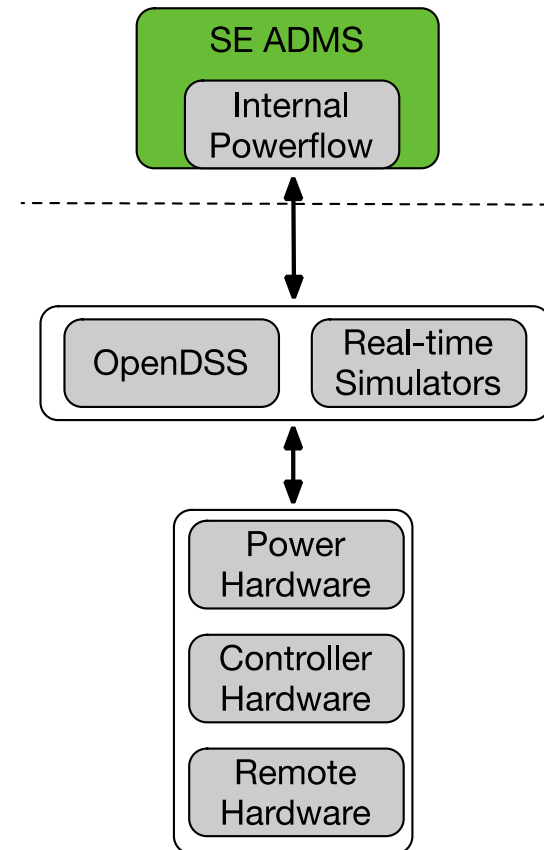 SE ADMS
Internal
Powerflow
OpenDSS
Real-time
Simulators
Power
Hardware
Controller
Hardware
Remote
Hardware